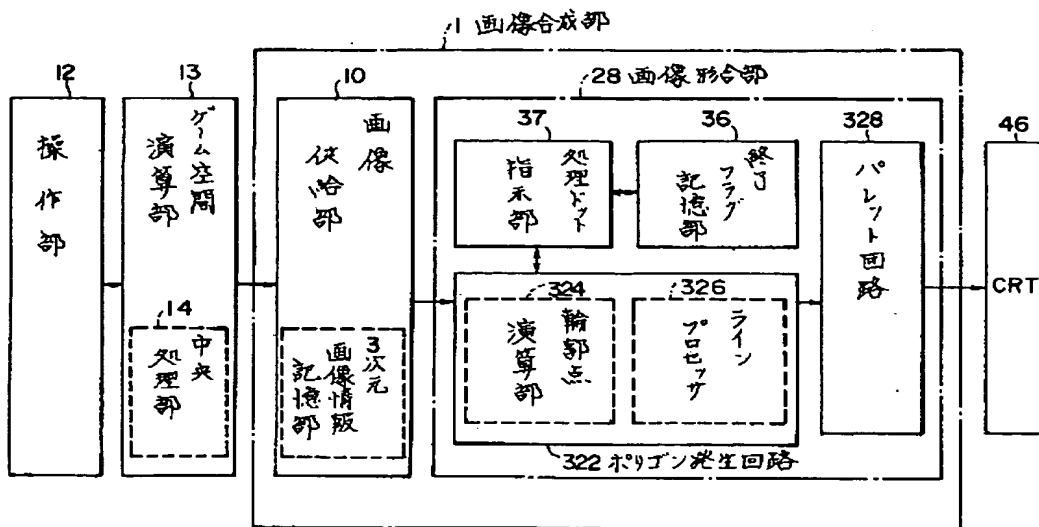 1 画像合成部
12
操作部
13
ゲーム空間
演算部
14
中央
処理部
10
画像
供給部
3次元
画像情報
記憶部
28 画像形合部
37
処理ドット
指示部
36
終了
フラグ
記憶部
324
輪郭点
演算部
326
ライン
プロセッサ
322 ポリゴン発生回路
328
パレット回路
46
CRT